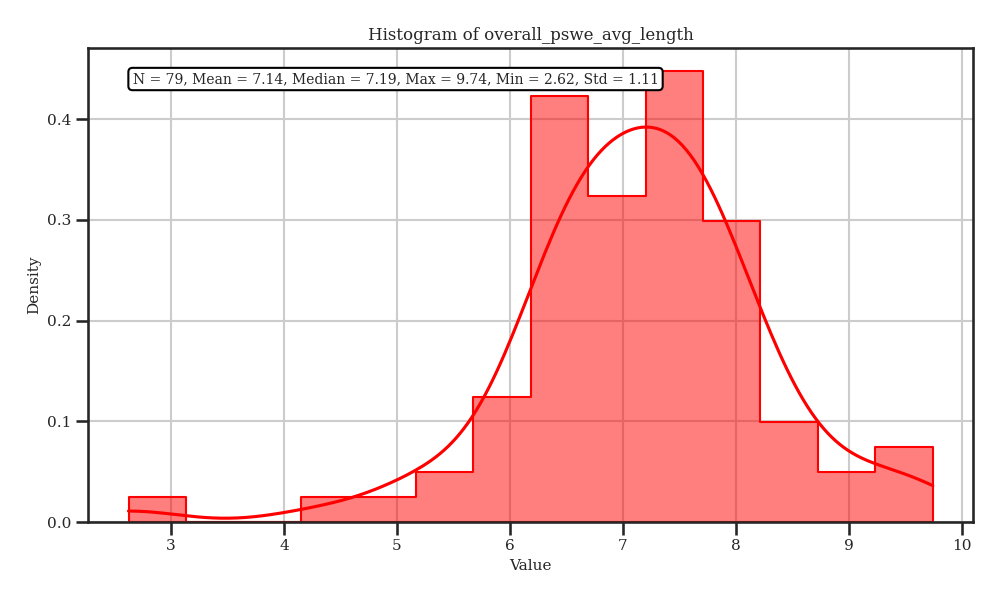 Histogram of overall_pswe_avg_length
N = 79, Mean = 7.14, Median = 7.19, Max = 9.74, Min = 2.62, Std = 1.11
Density
0.4
0.3
0.2
0.1
0.0
3 4 5 6 7 8 9 10
Value